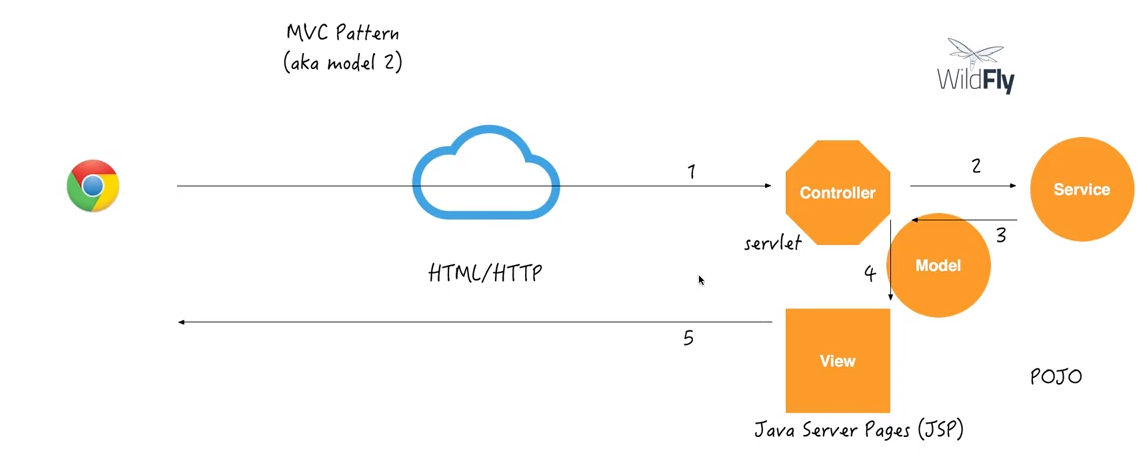 MVC Pattern
(aka model 2)
WildFly
1
2
Controller
Service
servlet
3
HTML/HTTP
4
Model
5
View
POJO
Java Server Pages (JSP)